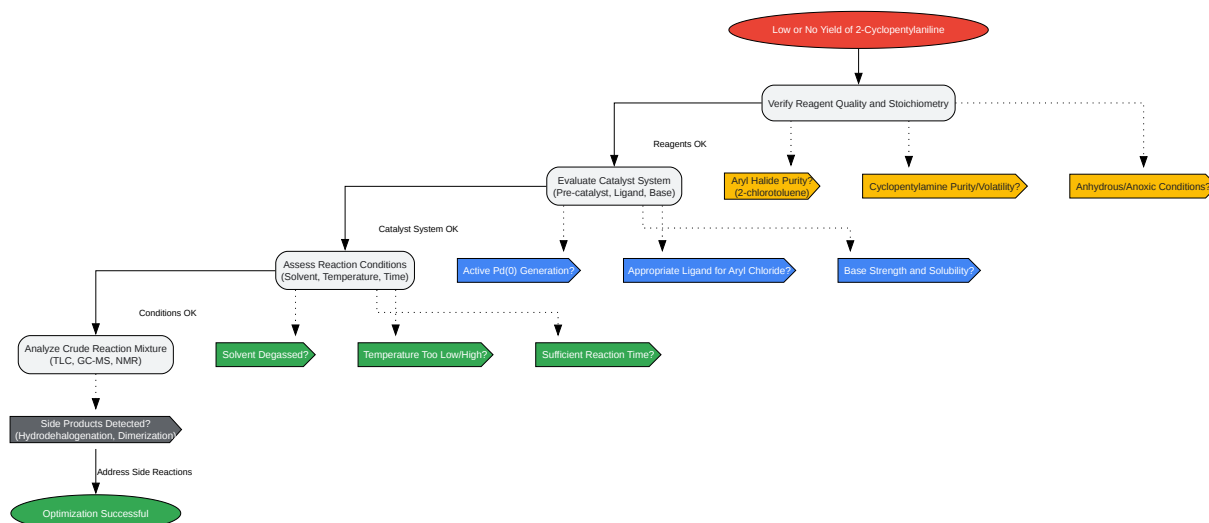 Low or No Yield of 2-Cyclopentylaniline
Verify Reagent Quality and Stoichiometry
Reagents OK
Evaluate Catalyst System
(Pre-catalyst, Ligand, Base)
Aryl Halide Purity?
(2-chlorotoluene)
Cyclopentylamine Purity/Volatility?
Anhydrous/Anoxic Conditions?
Catalyst System OK
Assess Reaction Conditions
(Solvent, Temperature, Time)
Active Pd(0) Generation?
Appropriate Ligand for Aryl Chloride?
Base Strength and Solubility?
Conditions OK
Analyze Crude Reaction Mixture
(TLC, GC-MS, NMR)
Solvent Degassed?
Temperature Too Low/High?
Sufficient Reaction Time?
Side Products Detected?
(Hydrodehalogenation, Dimerization)
Address Side Reactions
Optimization Successful